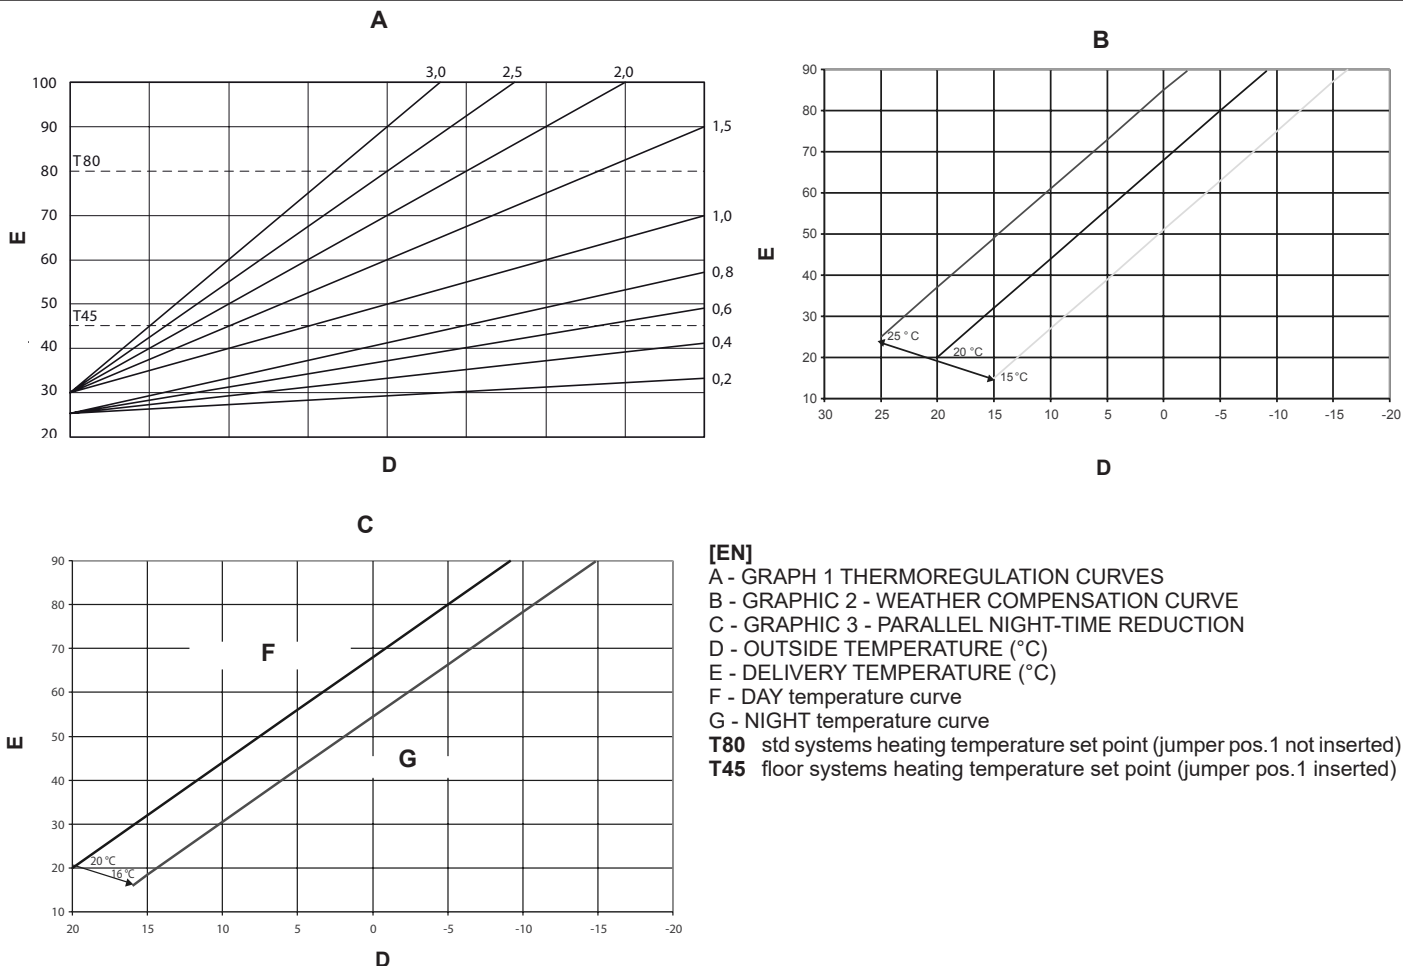 A
3,0 2,5 2,0
100
90
80
70
60
50
40
30
20
T80
T45
1,5
1,0
0,8
0,6
0,4
0,2
E
D
B
90
80
70
60
50
40
30
20
10
25 °C
20 °C
15°C
30 25 20 15 10 5 0 -5 -10 -15 -20
E
D
C
90
80
70
60
50
40
30
20
10
F
G
20 °C
16 °C
20 15 10 5 0 -5 -10 -15 -20
E
D
[EN]
A - GRAPH 1 THERMOREGULATION CURVES
B - GRAPHIC 2 - WEATHER COMPENSATION CURVE
C - GRAPHIC 3 - PARALLEL NIGHT-TIME REDUCTION
D - OUTSIDE TEMPERATURE (°C)
E - DELIVERY TEMPERATURE (°C)
F - DAY temperature curve
G - NIGHT temperature curve
T80 std systems heating temperature set point (jumper pos.1 not inserted)
T45 floor systems heating temperature set point (jumper pos.1 inserted)